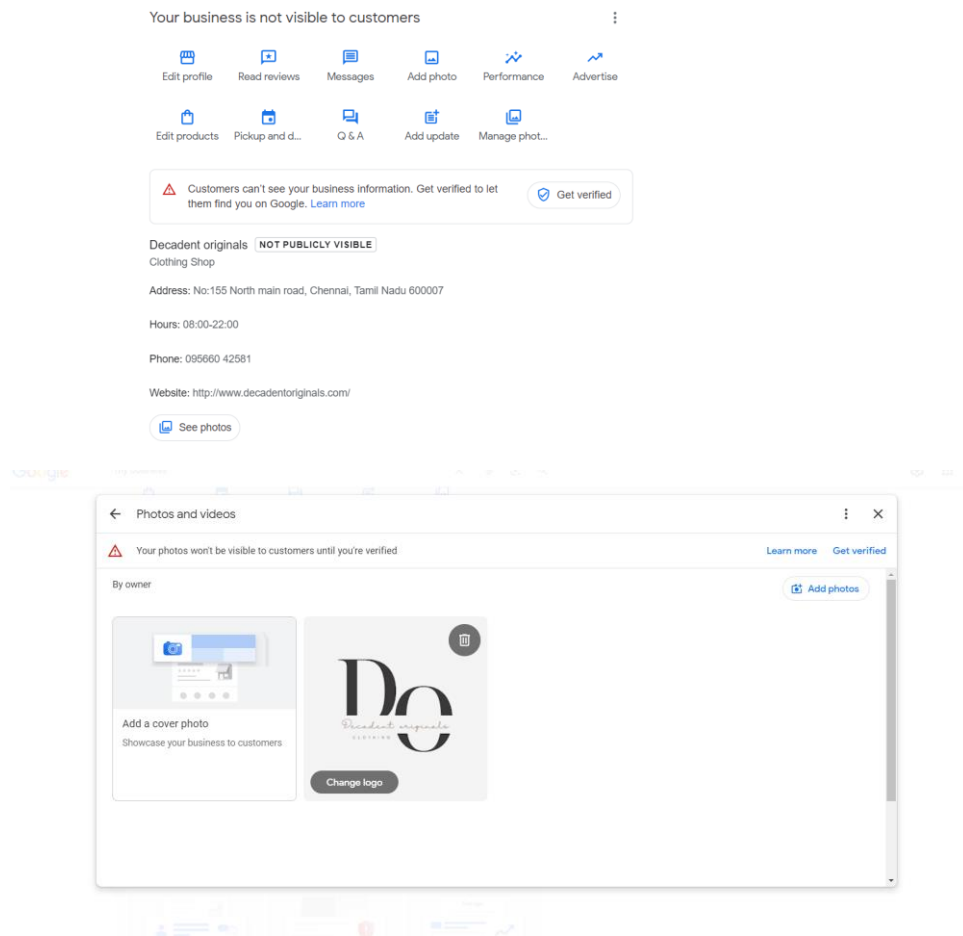 Your business is not visible to customers
Edit profile
Read reviews
Messages
Add photo
Performance
Advertise
Edit products
Pickup and d...
Q & A
Add update
Manage phot...
Customers can't see your business information. Get verified to let
them find you on Google. Learn more
Get verified
Decadent originals NOT PUBLICLY VISIBLE
Clothing Shop
Address: No:155 North main road, Chennai, Tamil Nadu 600007
Hours: 08:00-22:00
Phone: 095660 42581
Website: http://www.decadentoriginals.com/
See photos
Google
Photos and videos
Your photos won't be visible to customers until you're verified
Learn more
Get verified
By owner
Add photos
DO
Decadent originals
CLOTHING
Add a cover photo
Showcase your business to customers
Change logo